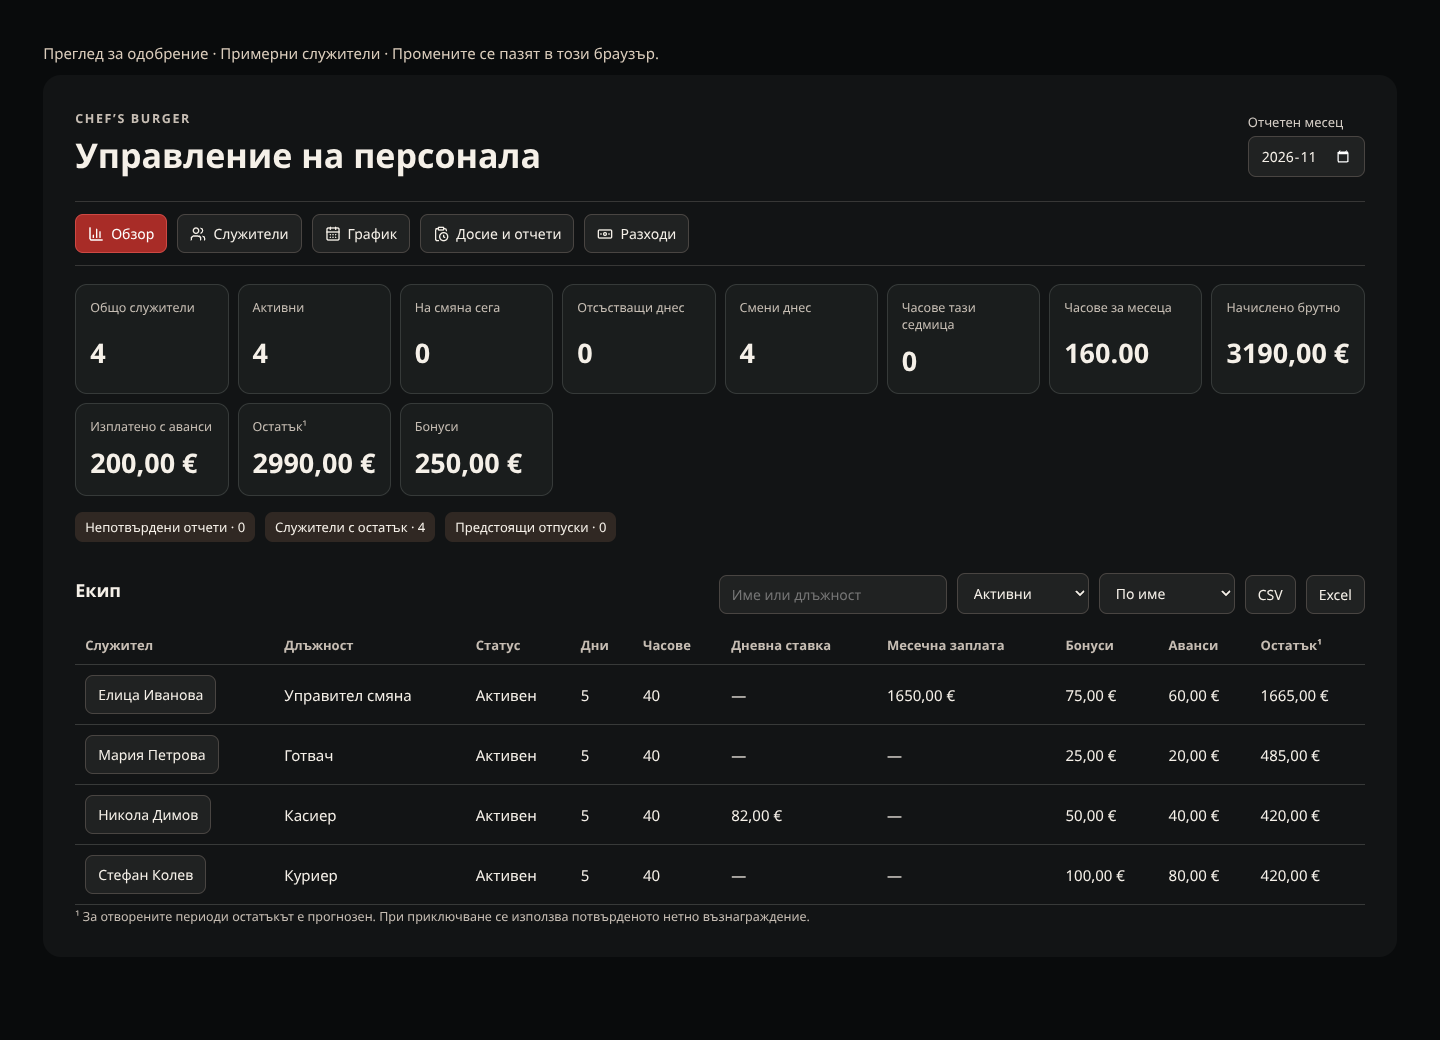 Преглед за одобрение · Примерни служители · Промените се пазят в този браузър.
CHEF'S BURGER
Управление на персонала
Отчетен месец
2026-11
Обзор
Служители
График
Досие и отчети
Разходи
Общо служители
4
Активни
4
На смяна сега
0
Отсъстващи днес
0
Смени днес
4
Часове тази
седмица
0
Часове за месеца
160.00
Начислено брутно
3190,00 €
Изплатено с аванси
200,00 €
Остатък¹
2990,00 €
Бонуси
250,00 €
Непотвърдени отчети · 0
Служители с остатък · 4
Предстоящи отпуски · 0
Екип
Име или длъжност
Активни
По име
CSV
Excel
Служител Длъжност Статус Дни Часове Дневна ставка Месечна заплата Бонуси Аванси Остатък¹
Елица Иванова Управител смяна Активен 5 40 — 1650,00 € 75,00 € 60,00 € 1665,00 €
Мария Петрова Готвач Активен 5 40 — — 25,00 € 20,00 € 485,00 €
Никола Димов Касиер Активен 5 40 82,00 € — 50,00 € 40,00 € 420,00 €
Стефан Колев Куриер Активен 5 40 — — 100,00 € 80,00 € 420,00 €
¹ За отворените периоди остатъкът е прогнозен. При приключване се използва потвърденото нетно възнаграждение.